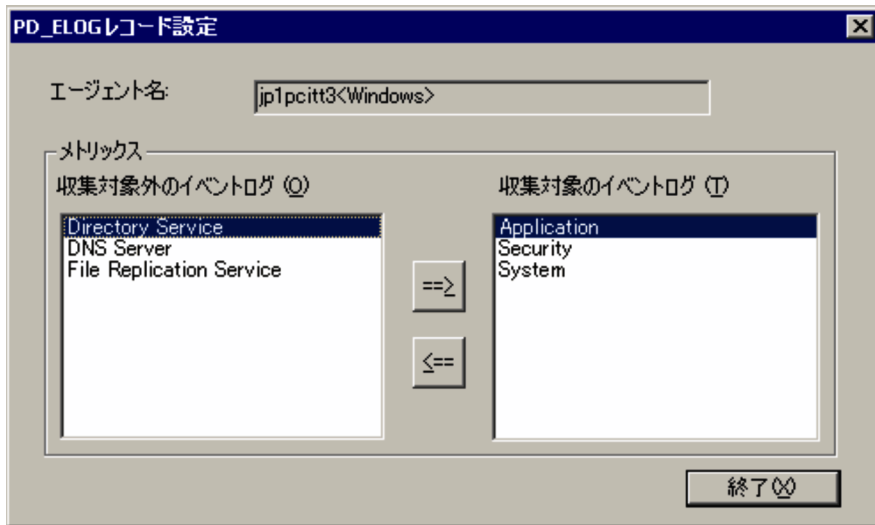 PD_ELOGレコード設定
エージェント名:
jp1pcitt3<Windows>
メトリックス
収集対象外のイベントログ (O)
収集対象のイベントログ (T)
Directory Service
DNS Server
File Replication Service
Application
Security
System
==>
<==
終了(X)